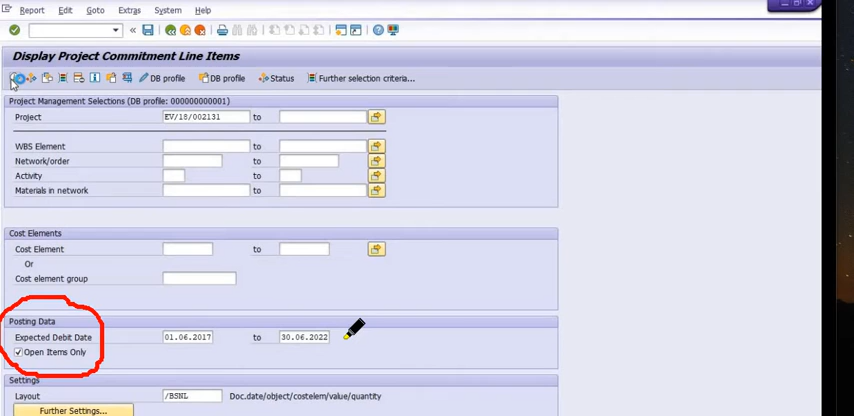 Report Edit Goto Extras System Help
Display Project Commitment Line Items
DB profile DB profile Status Further selection criteria...
Project Management Selections (DB profile: 000000000001)
Project EV/18/002131 to
WBS Element to
Network/order to
Activity to
Materials in network to
Cost Elements
Cost Element to
Or
Cost element group
Posting Data
Expected Debit Date 01.06.2017 to 30.06.2022
Open Items Only
Settings
Layout /BSNL Doc.date/object/costelem/value/quantity
Further Settings...